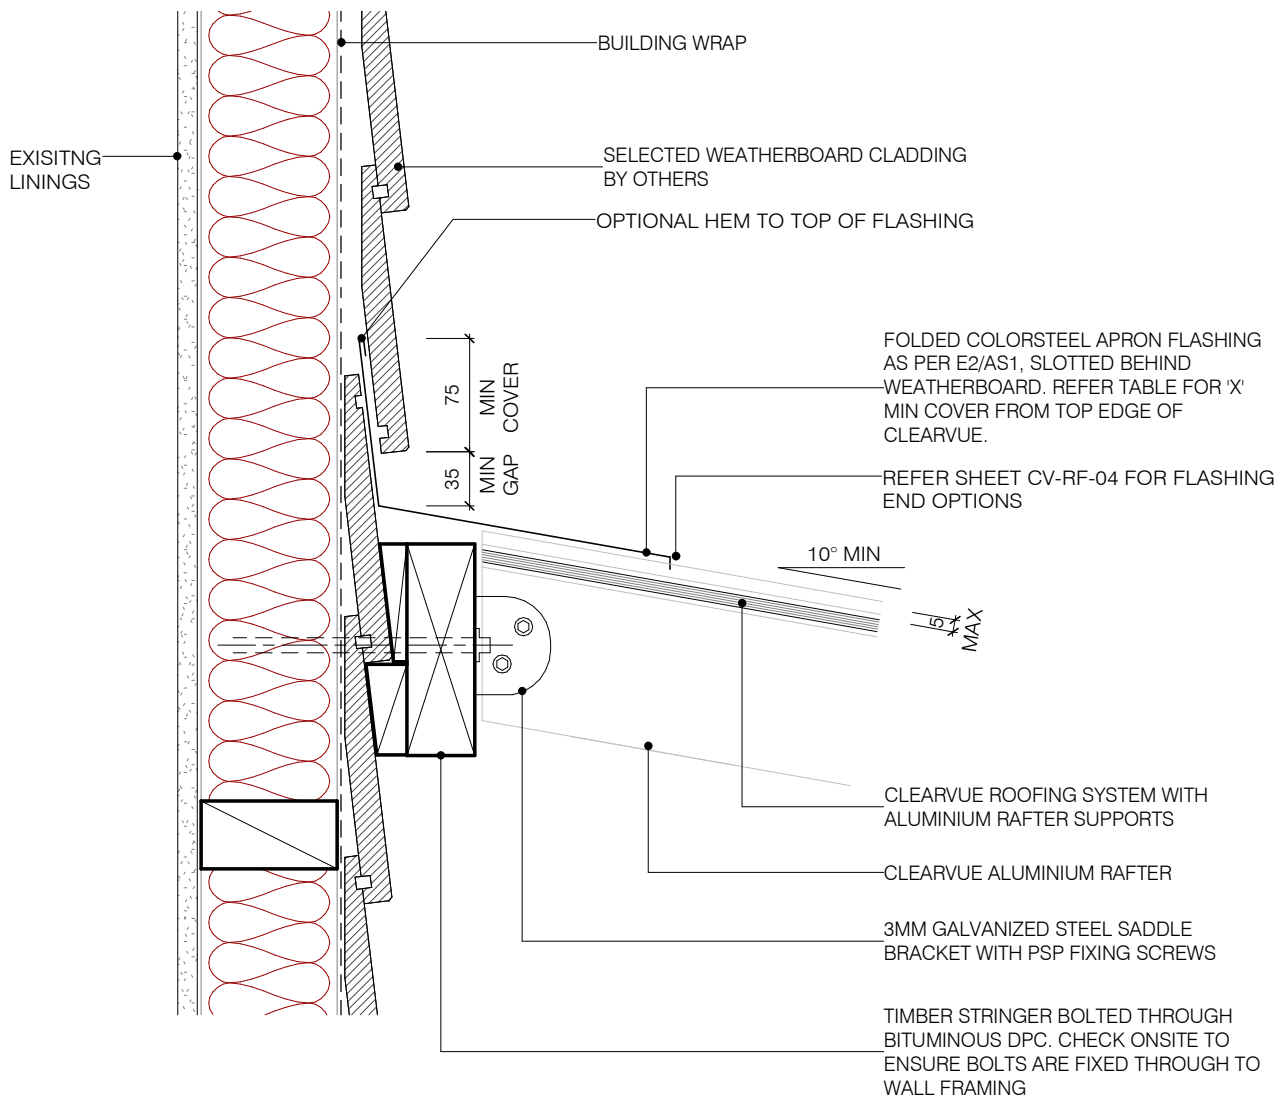 BUILDING WRAP
EXISITNG
LININGS
SELECTED WEATHERBOARD CLADDING
BY OTHERS
OPTIONAL HEM TO TOP OF FLASHING
75
MIN
COVER
35
MIN
GAP
FOLDED COLORSTEEL APRON FLASHING
AS PER E2/AS1, SLOTTED BEHIND
WEATHERBOARD. REFER TABLE FOR 'X'
MIN COVER FROM TOP EDGE OF
CLEARVUE.
REFER SHEET CV-RF-04 FOR FLASHING
END OPTIONS
10° MIN
5
MAX
CLEARVUE ROOFING SYSTEM WITH
ALUMINIUM RAFTER SUPPORTS
CLEARVUE ALUMINIUM RAFTER
3MM GALVANIZED STEEL SADDLE
BRACKET WITH PSP FIXING SCREWS
TIMBER STRINGER BOLTED THROUGH
BITUMINOUS DPC. CHECK ONSITE TO
ENSURE BOLTS ARE FIXED THROUGH TO
WALL FRAMING